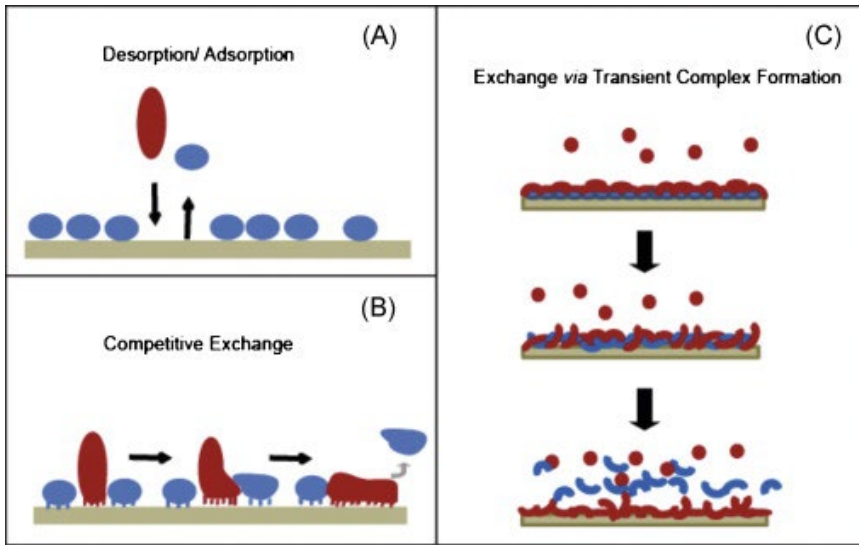 (A)
Desorption/ Adsorption
(B)
Competitive Exchange
(C)
Exchange via Transient Complex Formation